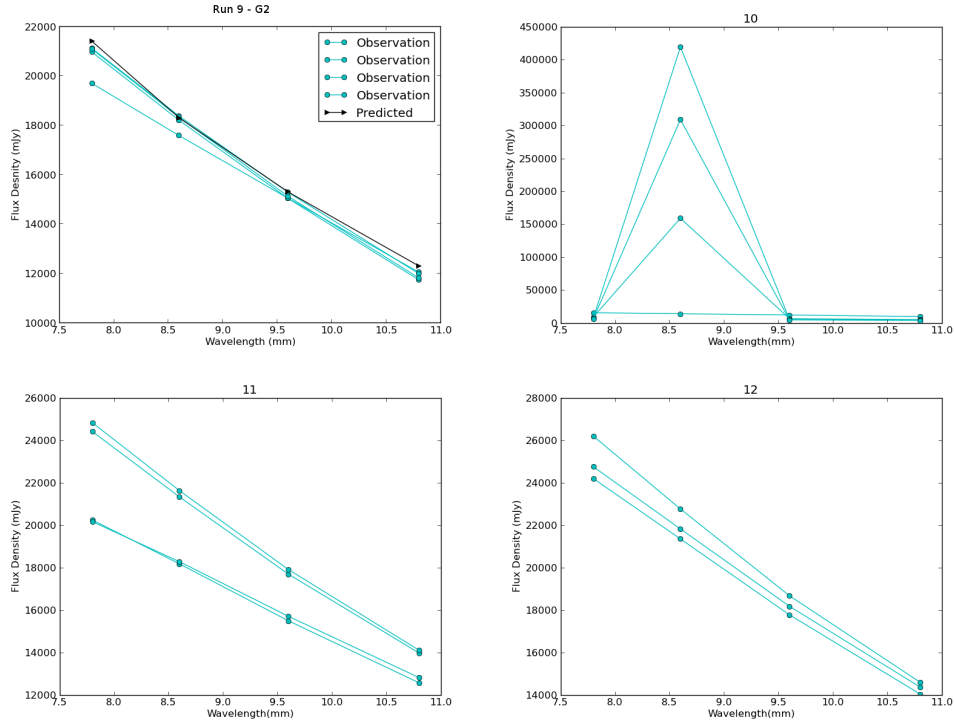 Run 9 - G2
22000
20000
18000
16000
14000
12000
10000
Flux Density (mJy)
Observation
Observation
Observation
Observation
Predicted
7.5 8.0 8.5 9.0 9.5 10.0 10.5 11.0
Wavelength (mm)
10
450000
400000
350000
300000
250000
200000
150000
100000
50000
0
Flux Density (mJy)
7.5 8.0 8.5 9.0 9.5 10.0 10.5 11.0
Wavelength(mm)
11
26000
24000
22000
20000
18000
16000
14000
12000
Flux Density (mJy)
7.5 8.0 8.5 9.0 9.5 10.0 10.5 11.0
Wavelength(mm)
12
28000
26000
24000
22000
20000
18000
16000
14000
Flux Density (mJy)
7.5 8.0 8.5 9.0 9.5 10.0 10.5 11.0
Wavelength(mm)